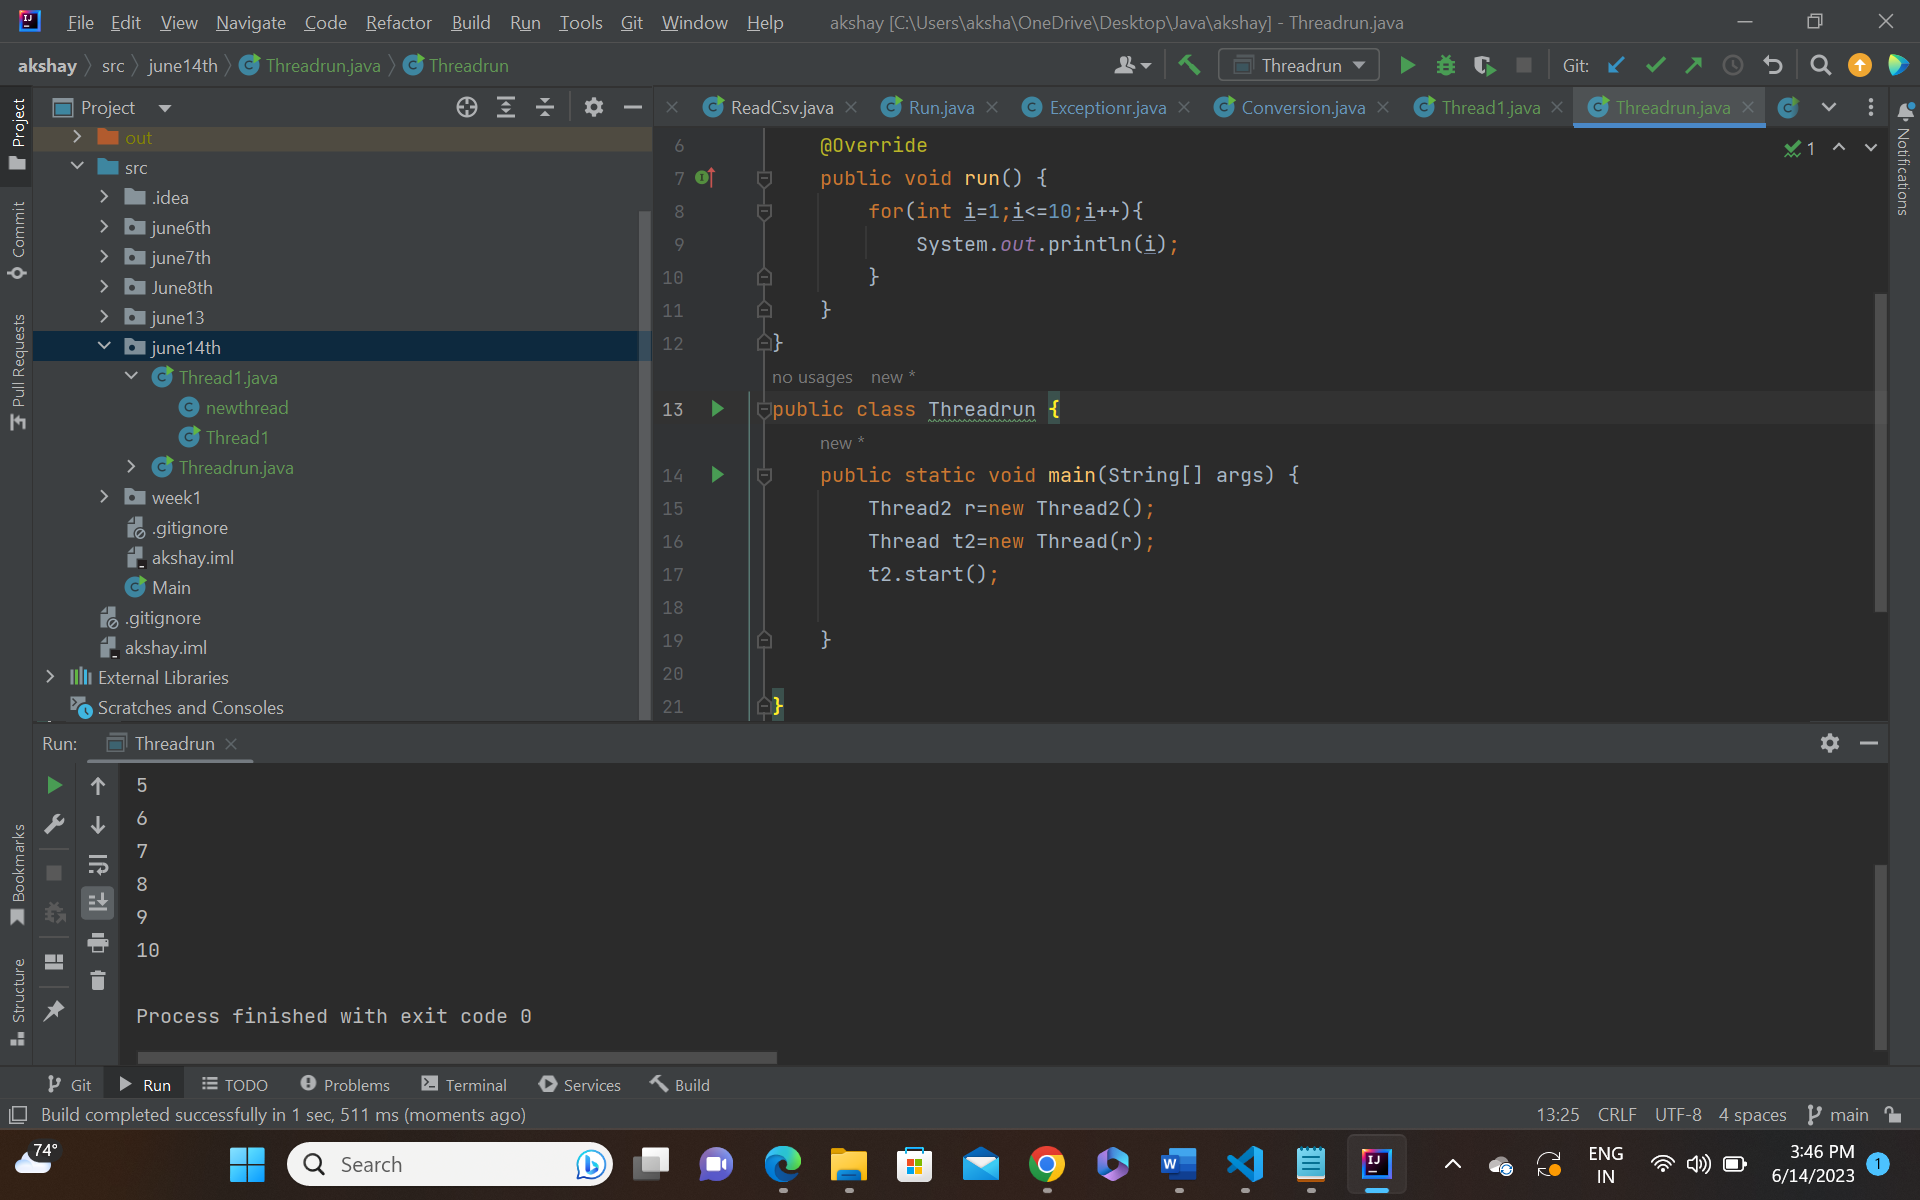 File Edit View Navigate Code Refactor Build Run Tools Git Window Help akshay [C:\Users\aksha\OneDrive\Desktop\Java\akshay] - Threadrun.java
akshay src june14th Threadrun.java Threadrun Threadrun Git:
Project
ReadCsv.java Run.java Exceptionr.java Conversion.java Thread1.java Threadrun.java
Project
Commit
Pull Requests
Bookmarks
Structure
Notifications
out
src
.idea
june6th
june7th
June8th
june13
june14th
Thread1.java
newthread
Thread1
Threadrun.java
week1
.gitignore
akshay.iml
Main
.gitignore
akshay.iml
External Libraries
Scratches and Consoles
1
6 @Override
7 public void run() {
8 for(int i=1;i<=10;i++){
9 System.out.println(i);
10 }
11 }
12 }
no usages new *
13 public class Threadrun {
new *
14 public static void main(String[] args) {
15 Thread2 r=new Thread2();
16 Thread t2=new Thread(r);
17 t2.start();
18
19 }
20
21 }
Run: Threadrun
5
6
7
8
9
10
Process finished with exit code 0
Git Run TODO Problems Terminal Services Build
Build completed successfully in 1 sec, 511 ms (moments ago) 13:25 CRLF UTF-8 4 spaces main
74°
Search
ENG
IN
3:46 PM
6/14/2023
1